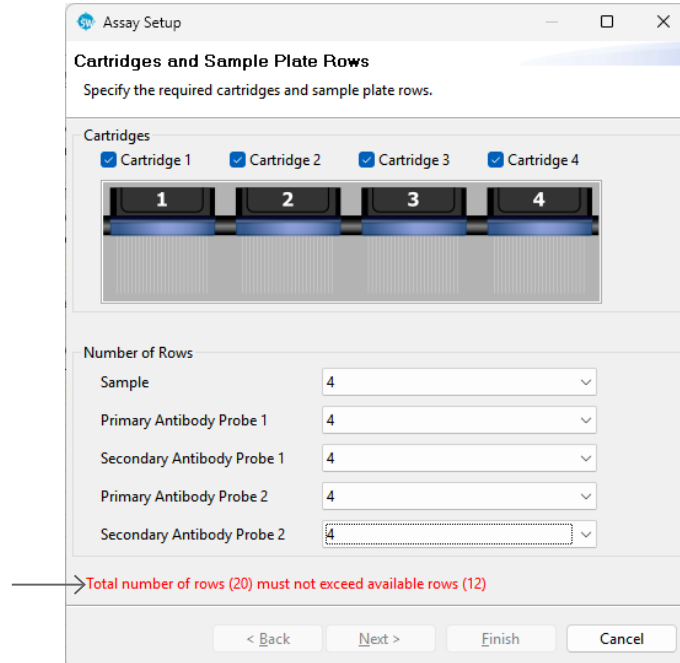 SW Assay Setup
Cartridges and Sample Plate Rows
Specify the required cartridges and sample plate rows.
Cartridges
Cartridge 1 Cartridge 2 Cartridge 3 Cartridge 4
1 2 3 4
Number of Rows
Sample 4
Primary Antibody Probe 1 4
Secondary Antibody Probe 1 4
Primary Antibody Probe 2 4
Secondary Antibody Probe 2 4
Total number of rows (20) must not exceed available rows (12)
< Back Next > Finish Cancel